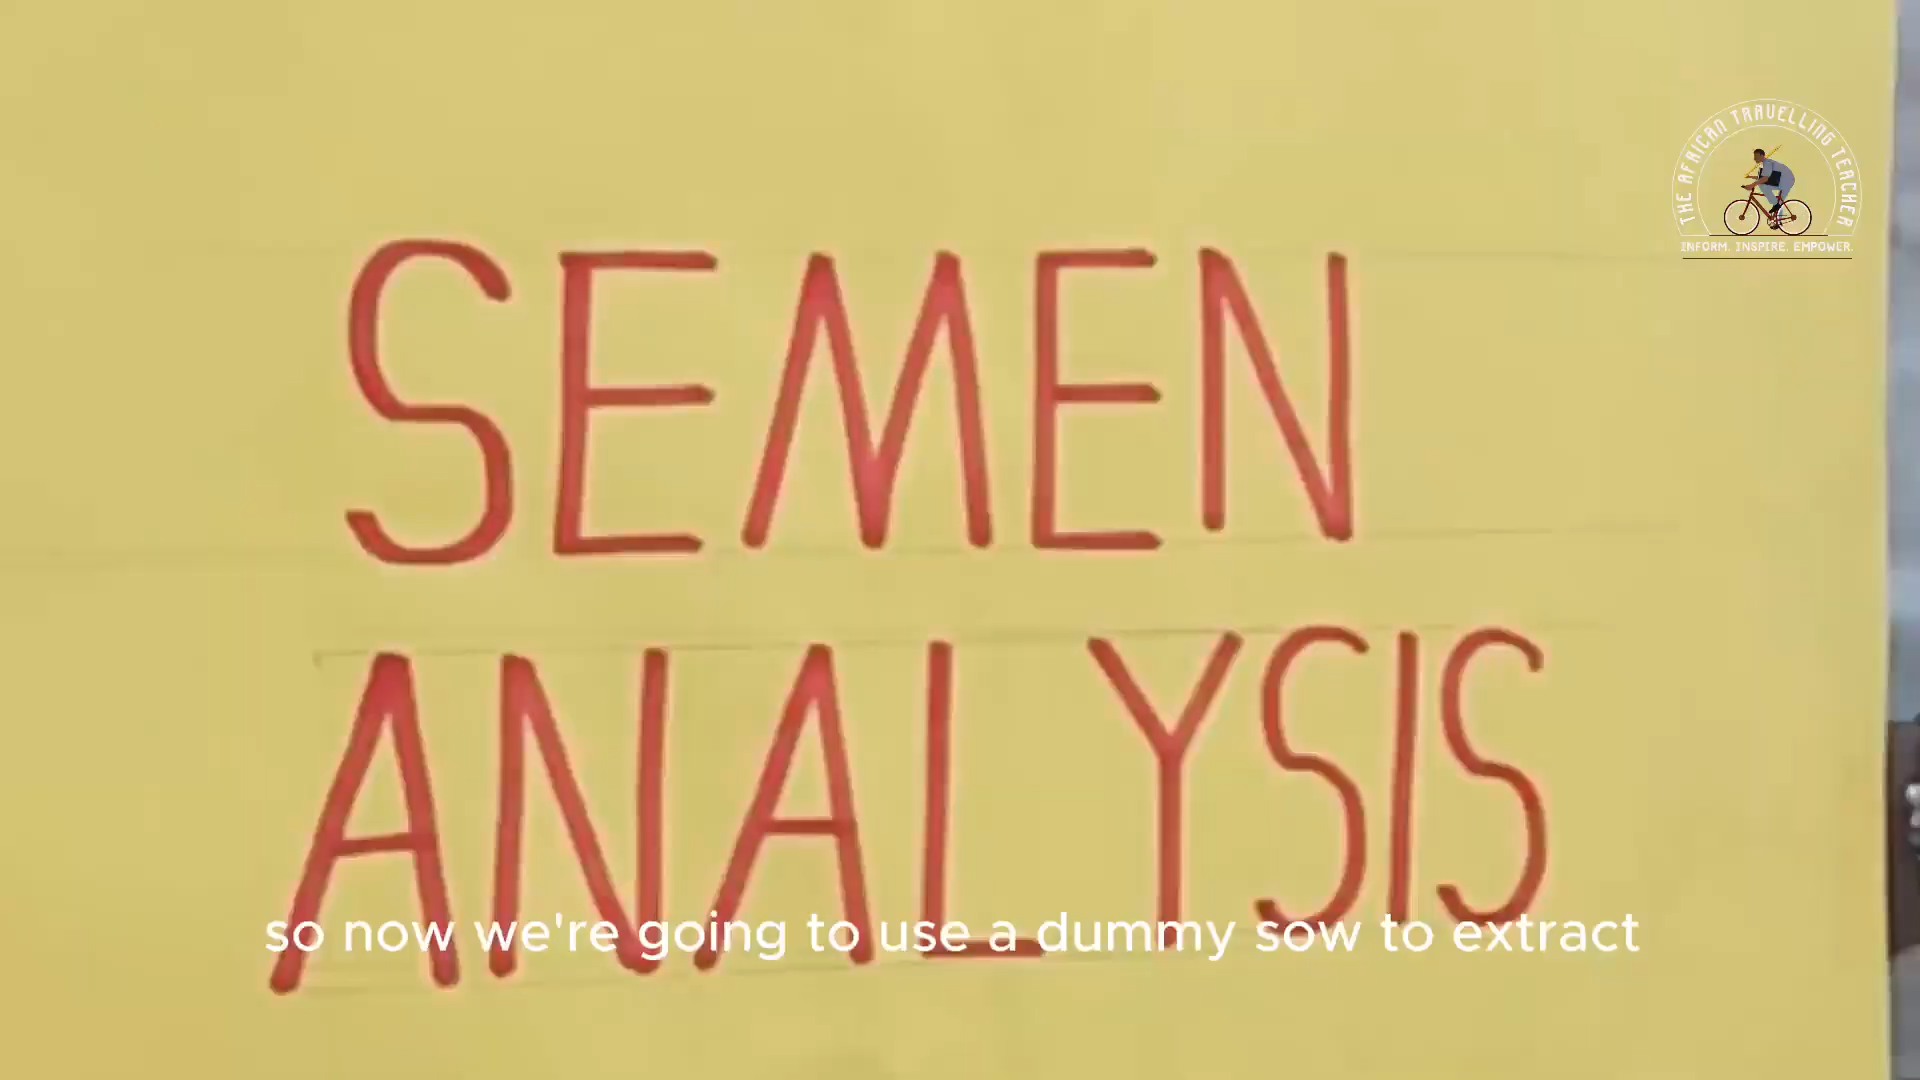 THE AFRICAN TRAVELLING TEACHER
INFORM. INSPIRE. EMPOWER.
SEMEN
ANALYSIS
so now we're going to use a dummy sow to extract